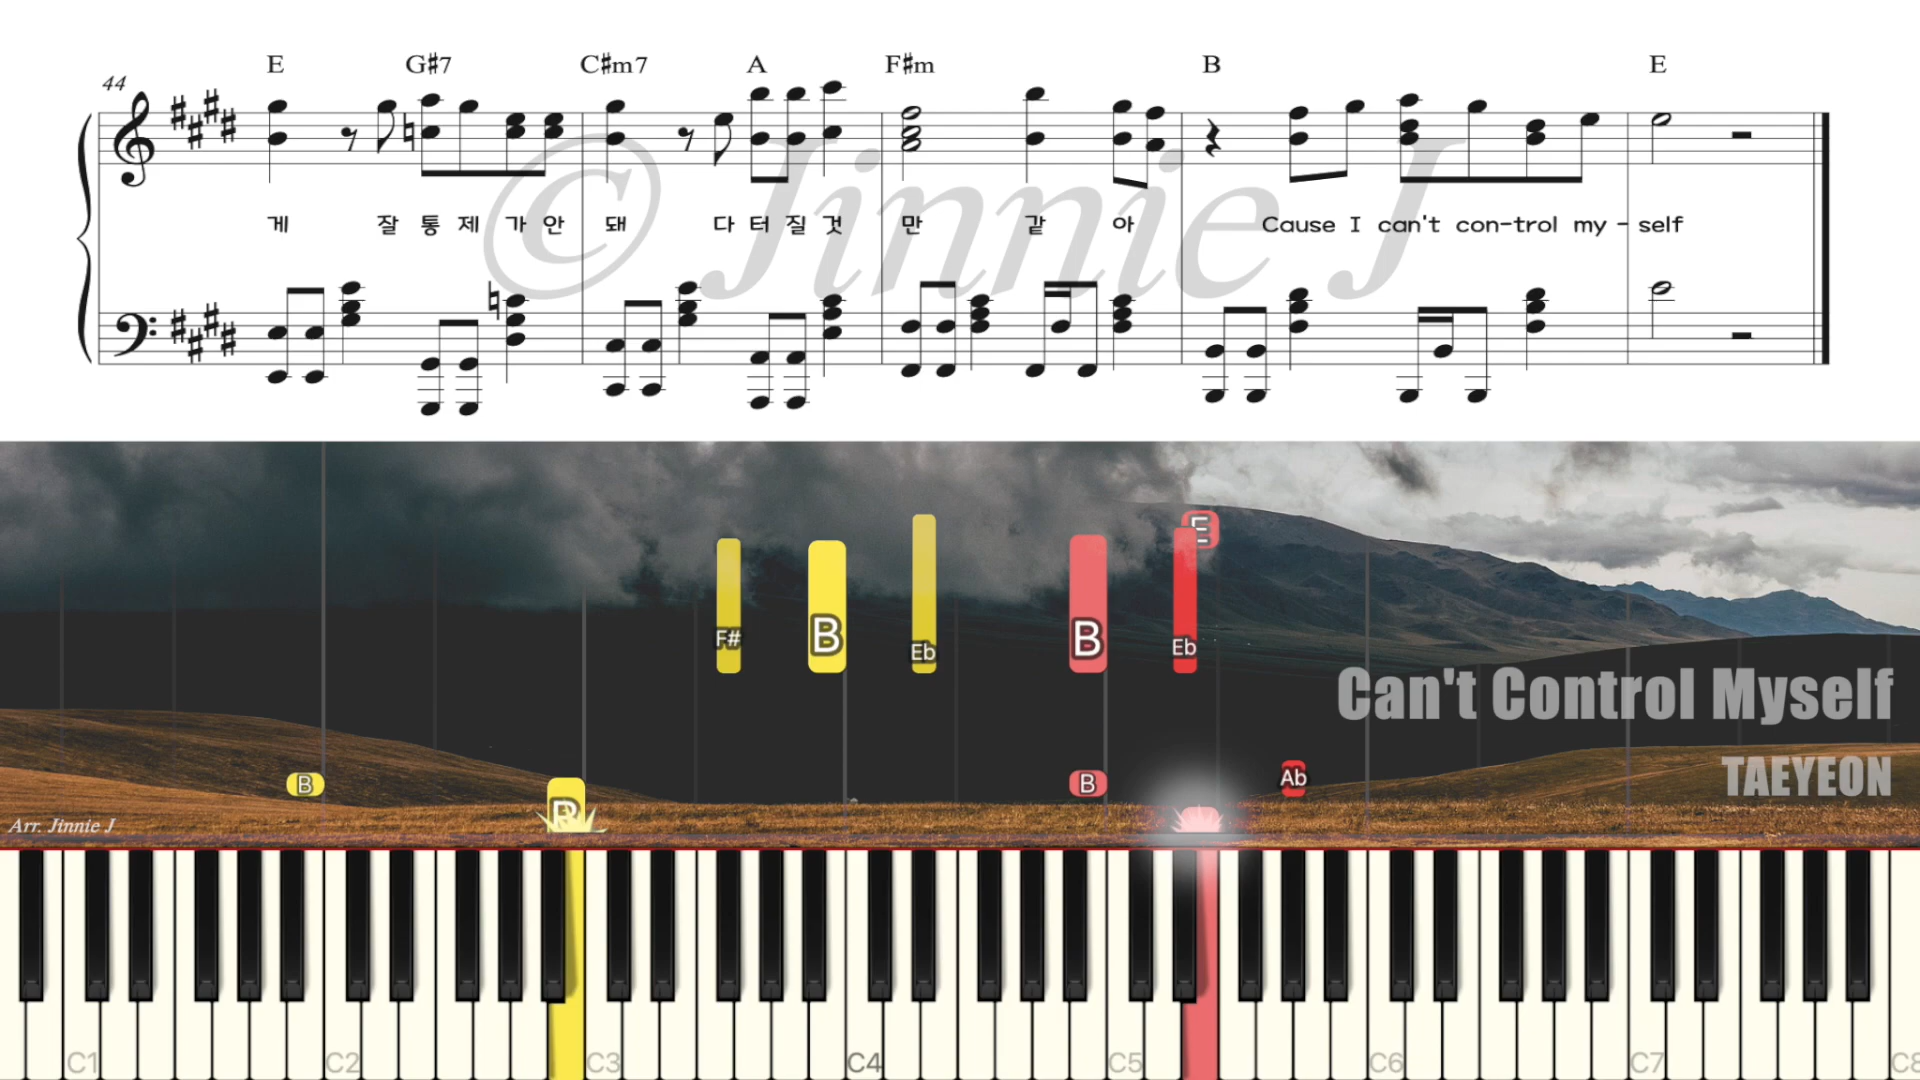 E G#7 C#m7 A F#m B E
44
게 잘 통 제 가 안 돼 다 터 질 것 만 같 아 Cause I can't con-trol my-self
© Jinnie J
E
F# B Eb B Eb
Can't Control Myself
TAEYEON
B B Ab
B
Arr. Jinnie J
C1 C2 C3 C4 C5 C6 C7 C8